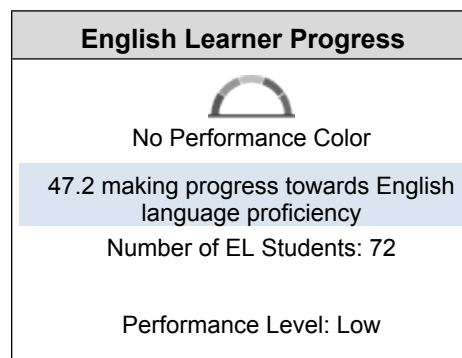 English Learner Progress
No Performance Color
47.2 making progress towards English
language proficiency
Number of EL Students: 72
Performance Level: Low